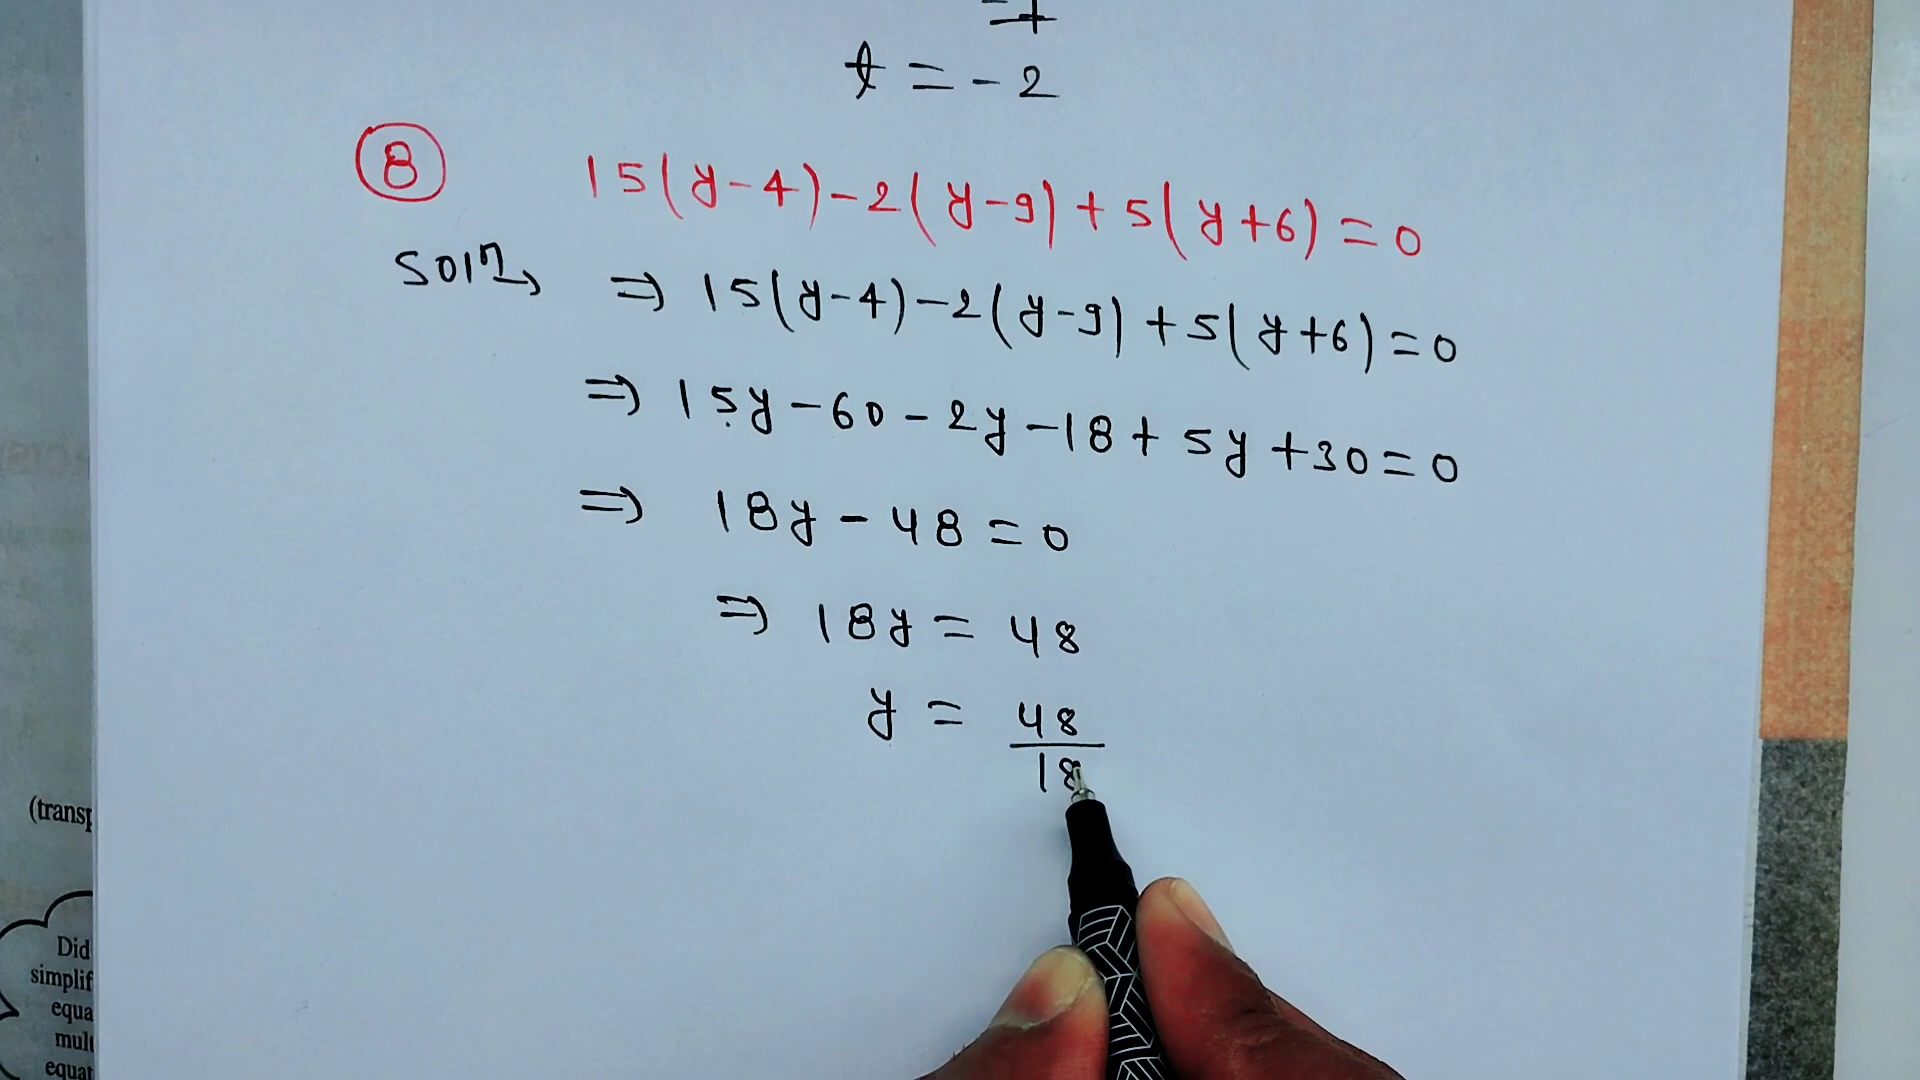 t = - 2
8 15(y-4)-2(y-9)+5(y+6)=0
Soln, ⇒ 15(y-4)-2(y-9)+5(y+6)=0
⇒ 15y-60-2y-18+5y+30=0
⇒ 18y-48=0
⇒ 18y = 48
y = 48
18
(transp
Did
simplif
equa
mult
equat